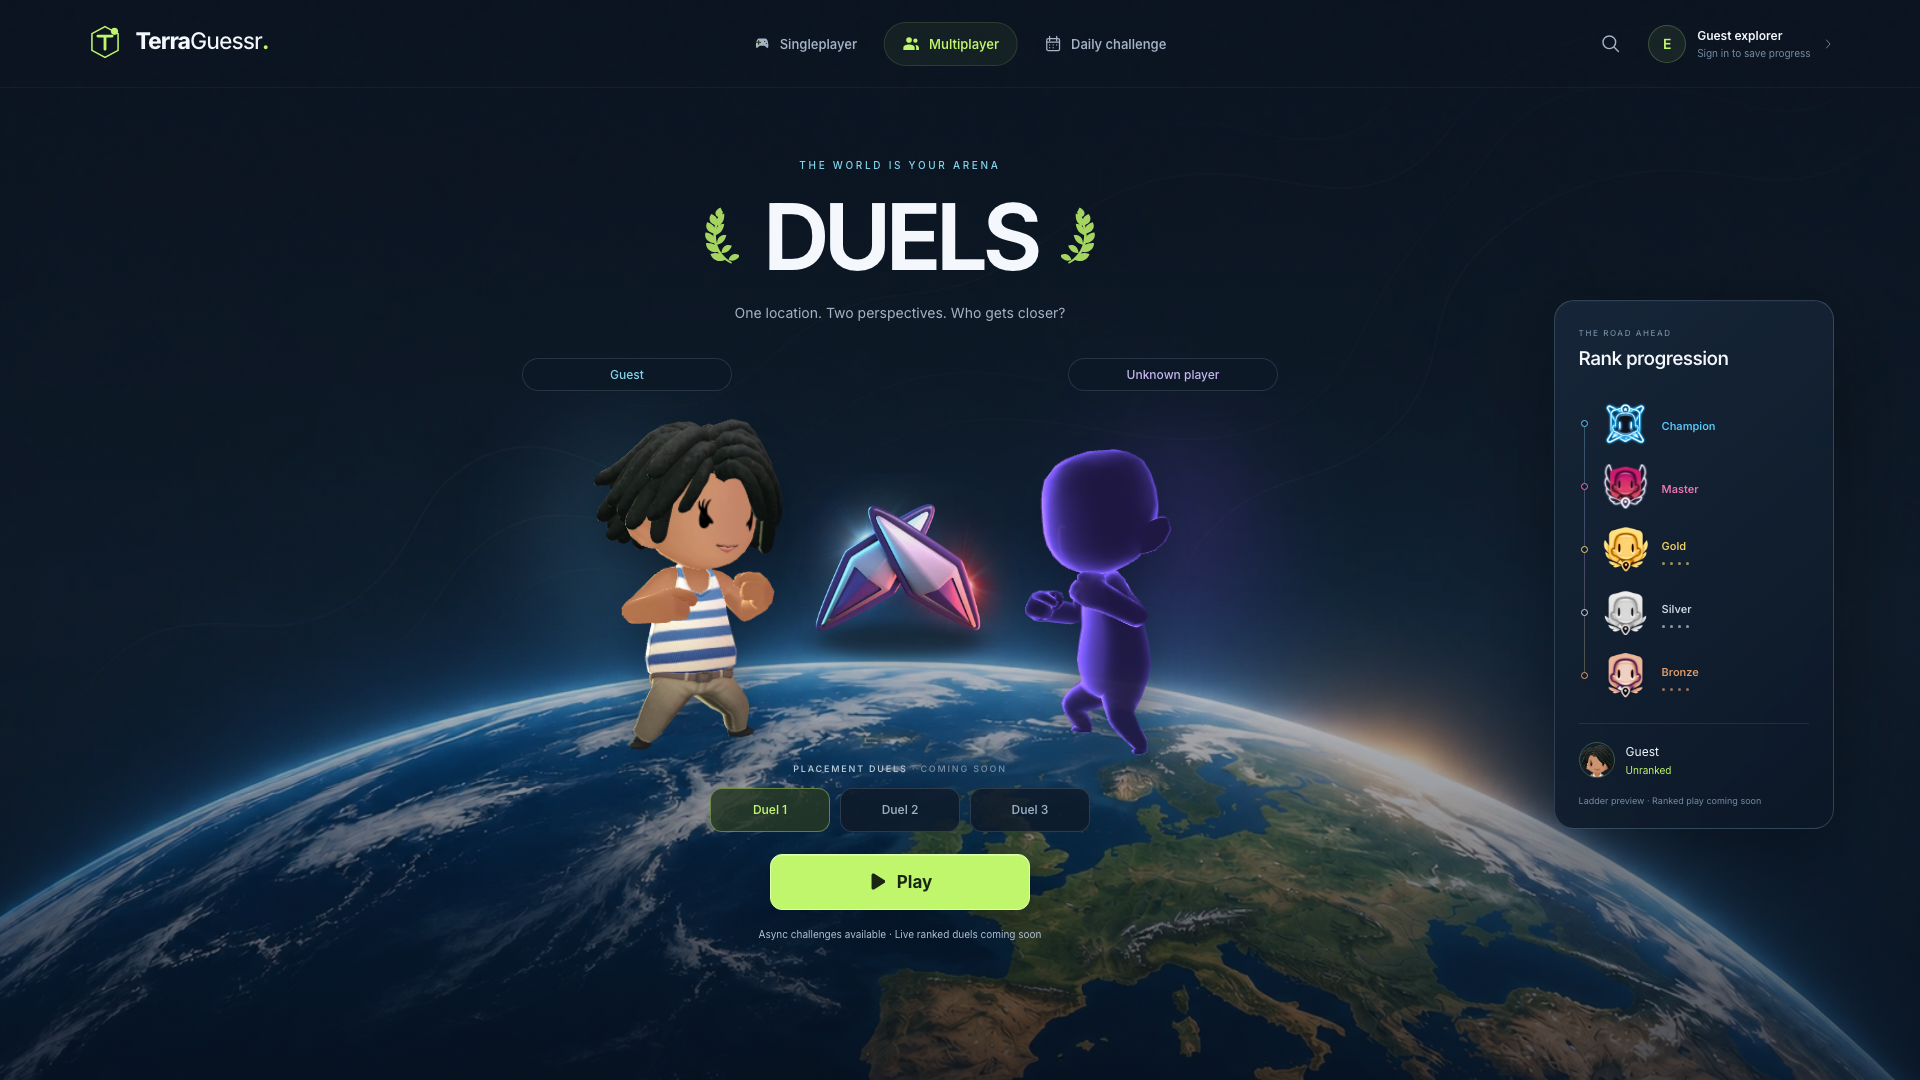 TerraGuessr.
Singleplayer
Multiplayer
Daily challenge
E
Guest explorer
Sign in to save progress
THE WORLD IS YOUR ARENA
DUELS
One location. Two perspectives. Who gets closer?
Guest
Unknown player
PLACEMENT DUELS · COMING SOON
Duel 1
Duel 2
Duel 3
Play
Async challenges available · Live ranked duels coming soon
THE ROAD AHEAD
Rank progression
Champion
Master
Gold
Silver
Bronze
Guest
Unranked
Ladder preview · Ranked play coming soon